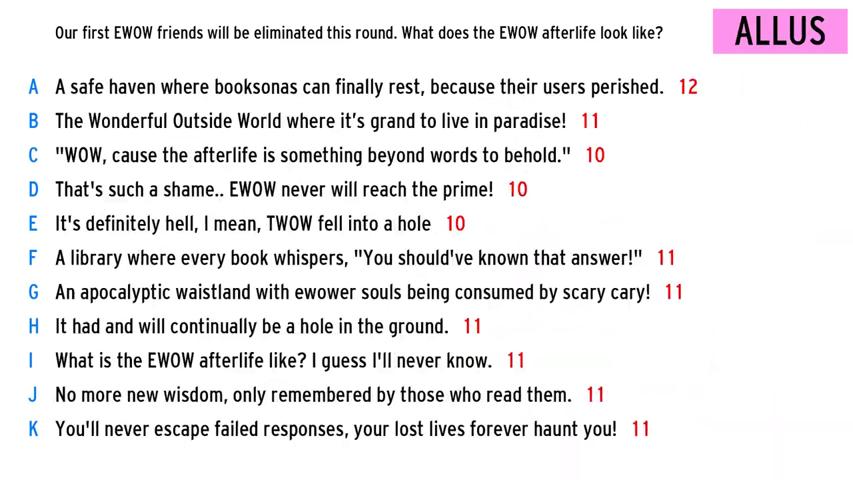 Our first EWOW friends will be eliminated this round. What does the EWOW afterlife look like?
ALLUS
A A safe haven where booksonas can finally rest, because their users perished. 12
B The Wonderful Outside World where it's grand to live in paradise! 11
C "WOW, cause the afterlife is something beyond words to behold." 10
D That's such a shame.. EWOW never will reach the prime! 10
E It's definitely hell, I mean, TWOW fell into a hole 10
F A library where every book whispers, "You should've known that answer!" 11
G An apocalyptic waistland with ewower souls being consumed by scary cary! 11
H It had and will continually be a hole in the ground. 11
I What is the EWOW afterlife like? I guess I'll never know. 11
J No more new wisdom, only remembered by those who read them. 11
K You'll never escape failed responses, your lost lives forever haunt you! 11